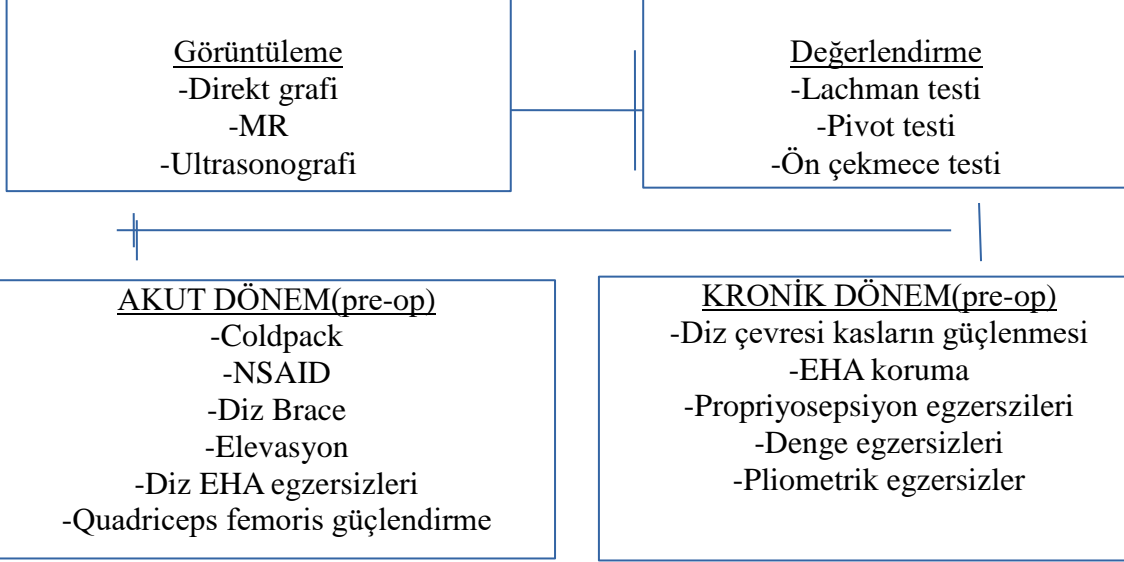 Görüntüleme
-Direkt grafi
-MR
-Ultrasonografi
Değerlendirme
-Lachman testi
-Pivot testi
-Ön çekmece testi
AKUT DÖNEM(pre-op)
-Coldpack
-NSAID
-Diz Brace
-Elevasyon
-Diz EHA egzersizleri
-Quadriceps femoris güçlendirme
KRONİK DÖNEM(pre-op)
-Diz çevresi kasların güçlenmesi
-EHA koruma
-Propriyosepsiyon egzerszileri
-Denge egzersizleri
-Pliometrik egzersizler